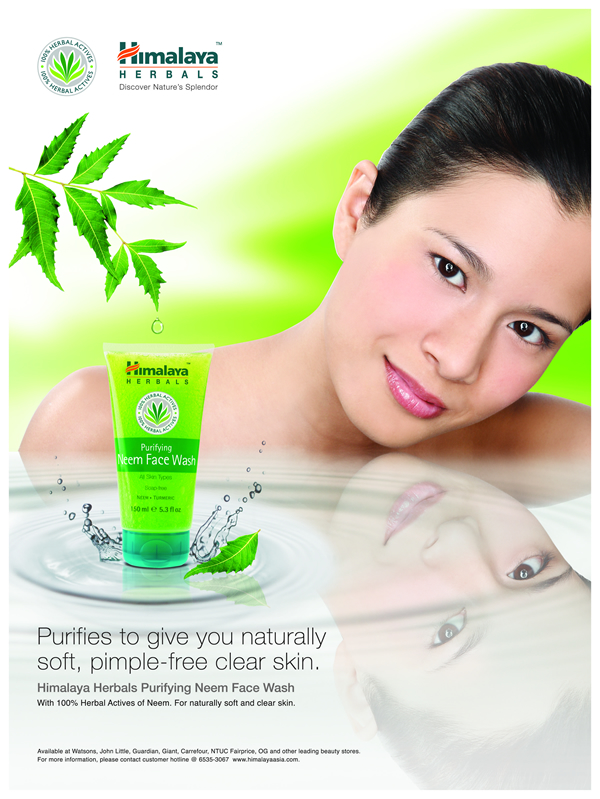 100% HERBAL ACTIVES • 100% HERBAL ACTIVES •
Himalaya™
HERBALS
Discover Nature's Splendor
Himalaya™
HERBALS
100% HERBAL ACTIVES • 100% HERBAL ACTIVES •
Purifying
Neem Face Wash
All Skin Types
Soap-free
NEEM • TURMERIC
150 ml e 5.3 fl oz
Purifies to give you naturally
soft, pimple-free clear skin.
Himalaya Herbals Purifying Neem Face Wash
With 100% Herbal Actives of Neem. For naturally soft and clear skin.
Available at Watsons, John Little, Guardian, Giant, Carrefour, NTUC Fairprice, OG and other leading beauty stores.
For more information, please contact customer hotline @ 6535-3067 www.himalayaasia.com.